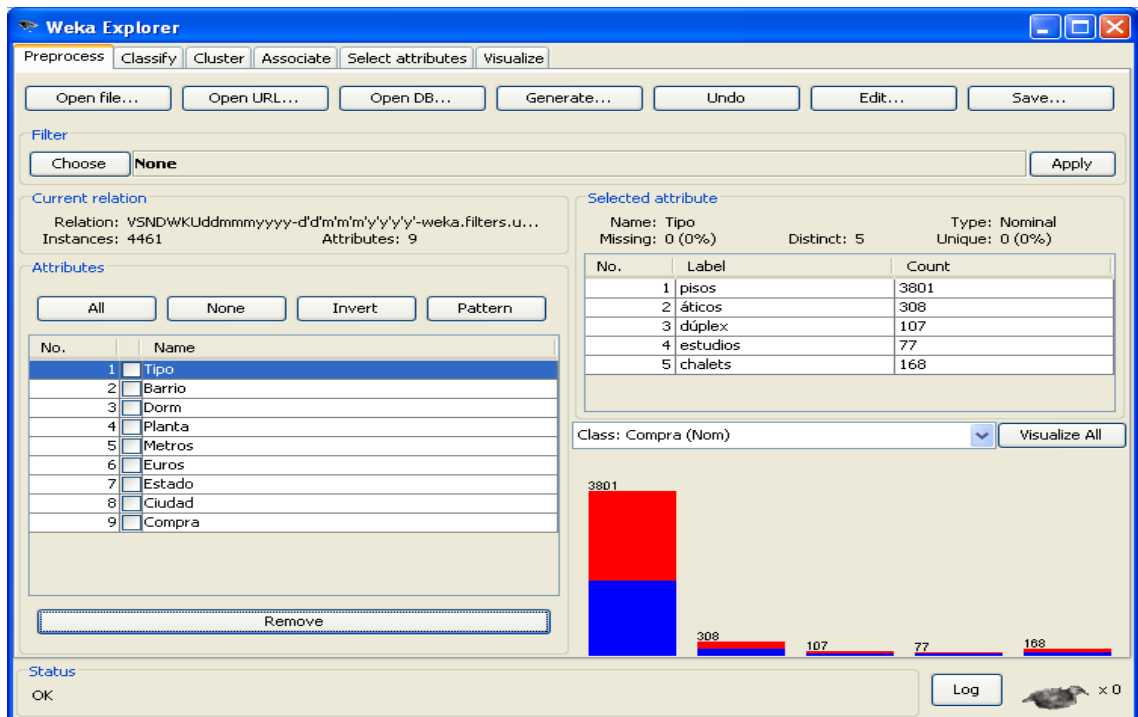 Weka Explorer
Preprocess Classify Cluster Associate Select attributes Visualize
Open file... Open URL... Open DB... Generate... Undo Edit... Save...
Filter
Choose None Apply
Current relation
Relation: VSNDWKUddmmmyyyy-d'd'm'm'm'y'y'y'y'-weka.filters.u...
Instances: 4461 Attributes: 9
Attributes
All None Invert Pattern
No. Name
1 Tipo
2 Barrio
3 Dorm
4 Planta
5 Metros
6 Euros
7 Estado
8 Ciudad
9 Compra
Remove
Selected attribute
Name: Tipo Type: Nominal
Missing: 0 (0%) Distinct: 5 Unique: 0 (0%)
No. Label Count
1 pisos 3801
2 áticos 308
3 dúplex 107
4 estudios 77
5 chalets 168
Class: Compra (Nom) Visualize All
3801
308
107
77
168
Status
OK
Log x 0